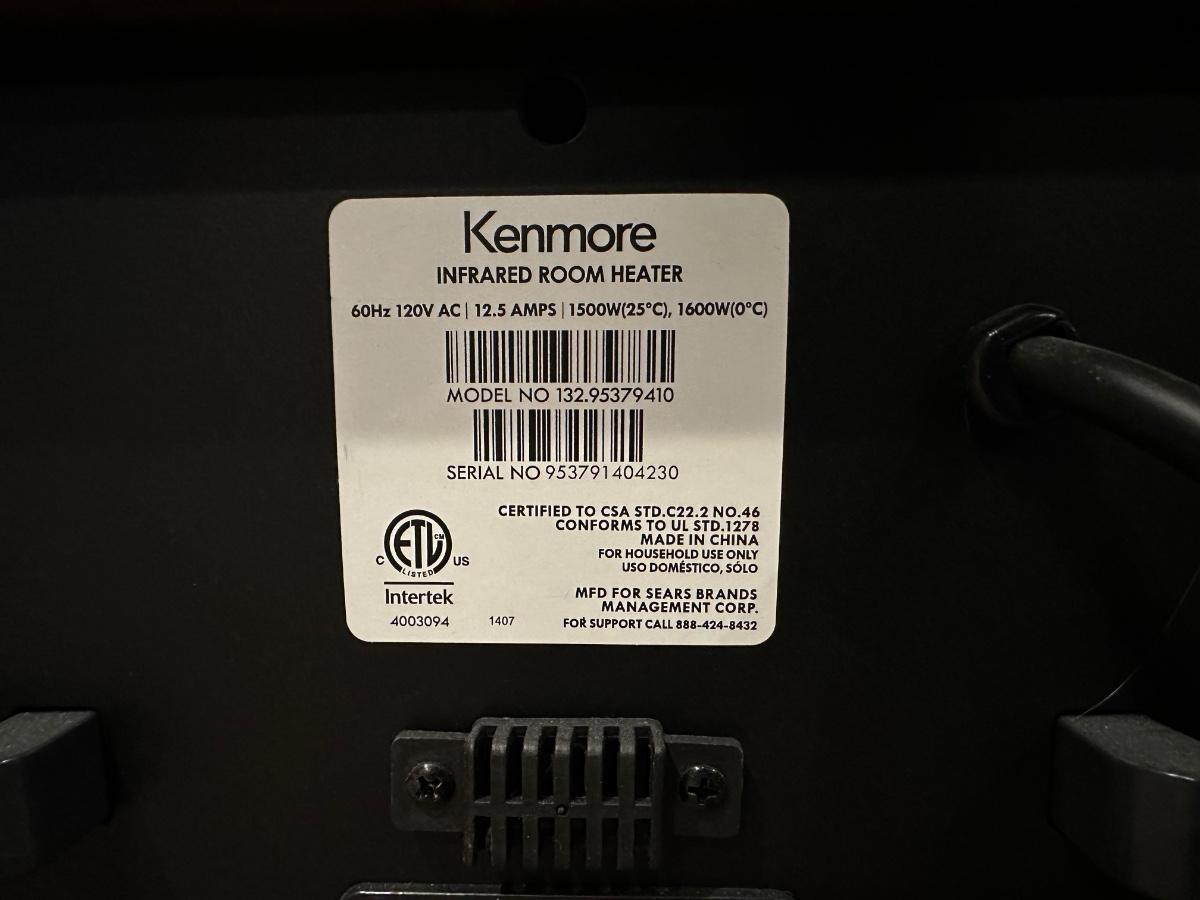 Kenmore
INFRARED ROOM HEATER
60Hz 120V AC | 12.5 AMPS | 1500W(25°C), 1600W(0°C)
MODEL NO 132.95379410
SERIAL NO 953791404230
CERTIFIED TO CSA STD.C22.2 NO.46
CONFORMS TO UL STD.1278
MADE IN CHINA
FOR HOUSEHOLD USE ONLY
USO DOMÉSTICO, SÓLO
ETL CM
C US
LISTED
Intertek
4003094
1407
MFD FOR SEARS BRANDS
MANAGEMENT CORP.
FOR SUPPORT CALL 888-424-8432